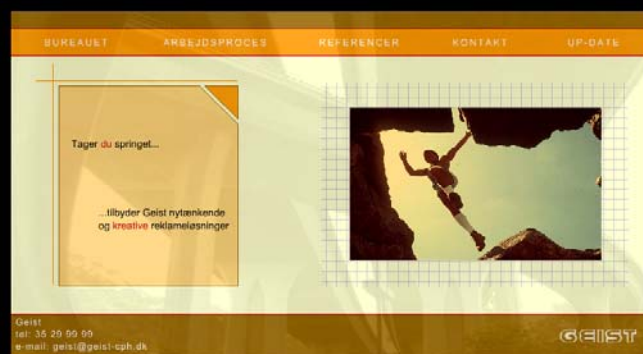 BUREAUET ARBEJDSPROCES REFERENCER KONTAKT UP-DATE
Tager du springet...
...tilbyder Geist nytænkende
og kreative reklameløsninger
Geist
tel: 35 29 99 99
e-mail: geist@geist-cph.dk
GEIST